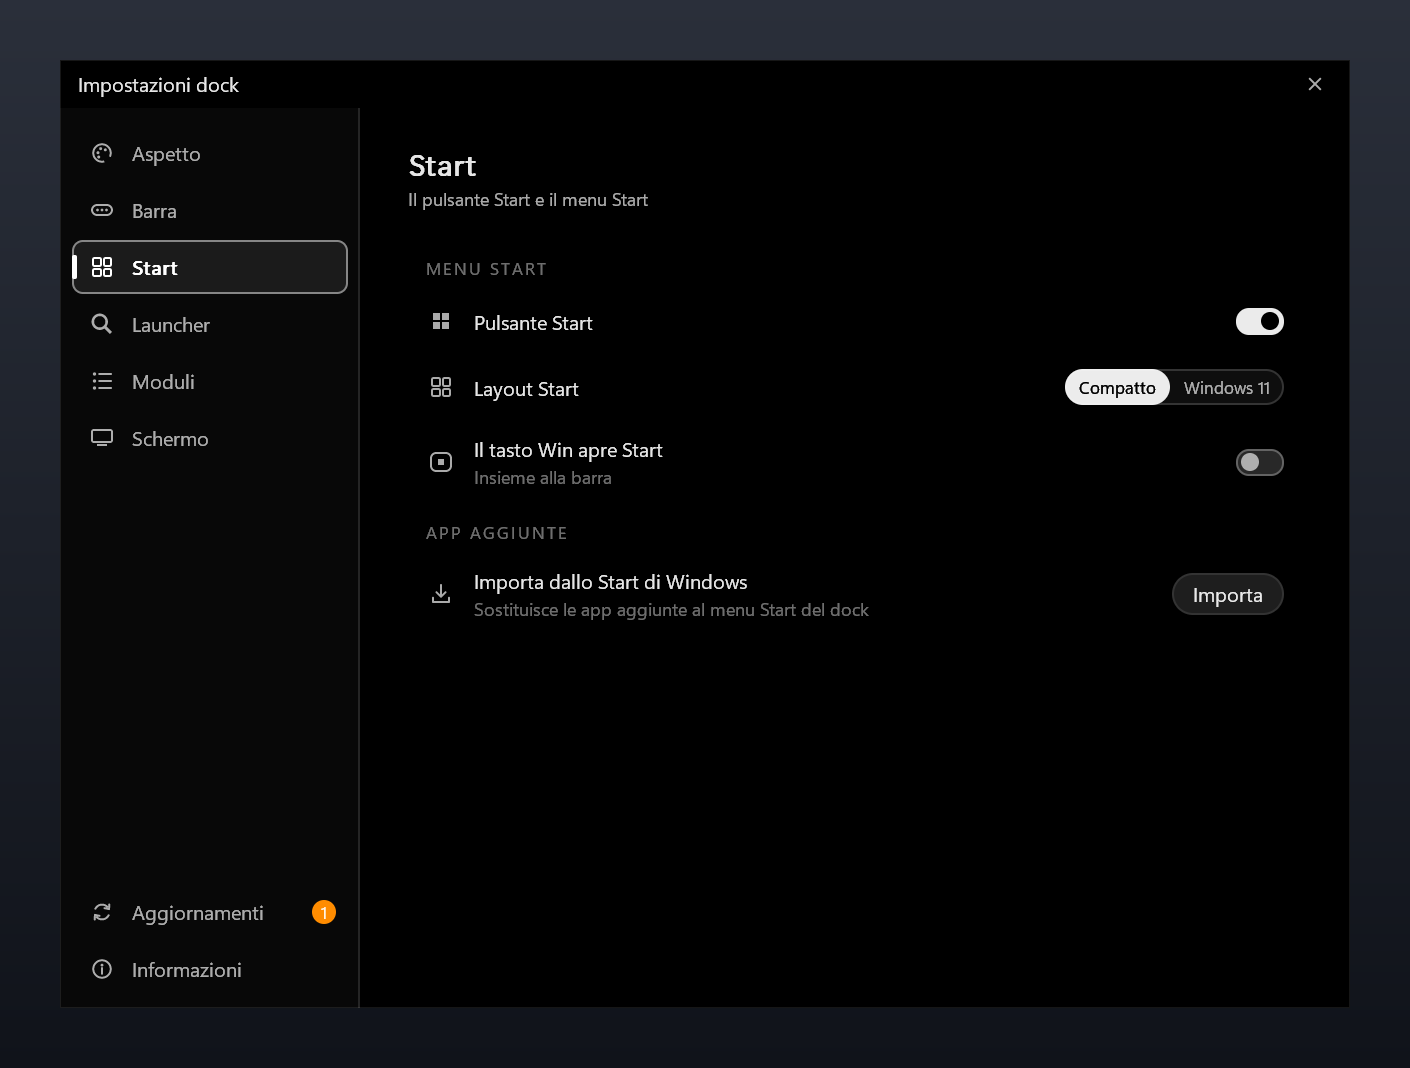 Impostazioni dock
Aspetto
Barra
Start
Launcher
Moduli
Schermo
Aggiornamenti 1
Informazioni
Start
Il pulsante Start e il menu Start
MENU START
Pulsante Start
Layout Start Compatto Windows 11
Il tasto Win apre Start
Insieme alla barra
APP AGGIUNTE
Importa dallo Start di Windows
Sostituisce le app aggiunte al menu Start del dock
Importa